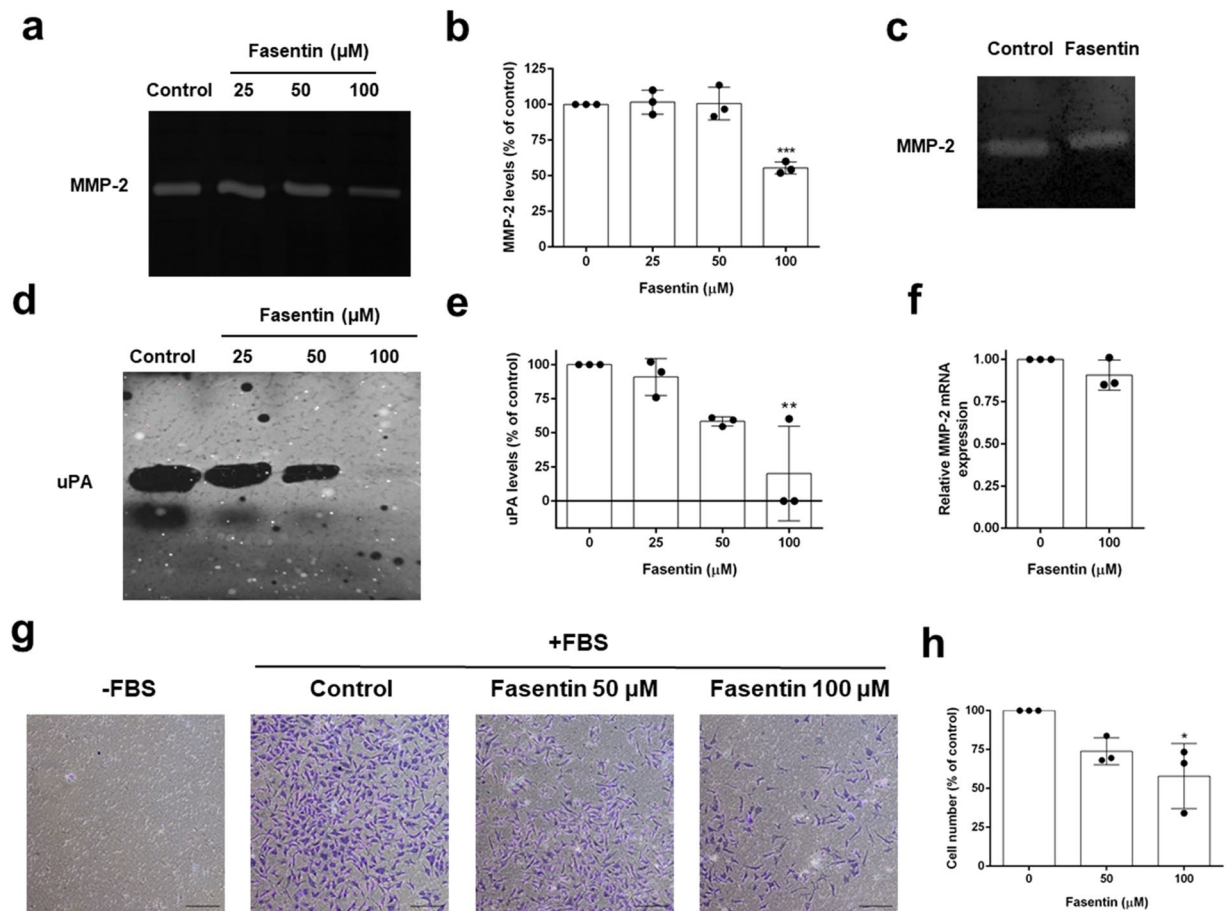 a
Fasentin (µM)
Control 25 50 100
MMP-2
b
MMP-2 levels (% of control)
125
100
75
50
25
0
***
0 25 50 100
Fasentin (µM)
c
Control Fasentin
MMP-2
d
Fasentin (µM)
Control 25 50 100
uPA
e
uPA levels (% of control)
100
75
50
25
0
**
0 25 50 100
Fasentin (µM)
f
Relative MMP-2 mRNA
expression
1.00
0.75
0.50
0.25
0.00
0 100
Fasentin (µM)
g
+FBS
-FBS Control Fasentin 50 µM Fasentin 100 µM
h
Cell number (% of control)
100
75
50
25
0
*
0 50 100
Fasentin (µM)